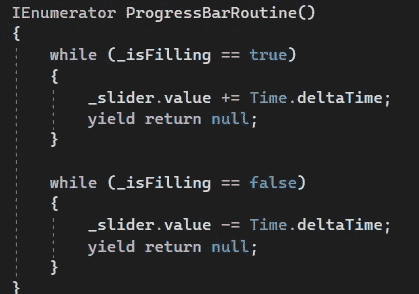 IEnumerator ProgressBarRoutine()
{
    while (_isFilling == true)
    {
        _slider.value += Time.deltaTime;
        yield return null;
    }

    while (_isFilling == false)
    {
        _slider.value -= Time.deltaTime;
        yield return null;
    }
}